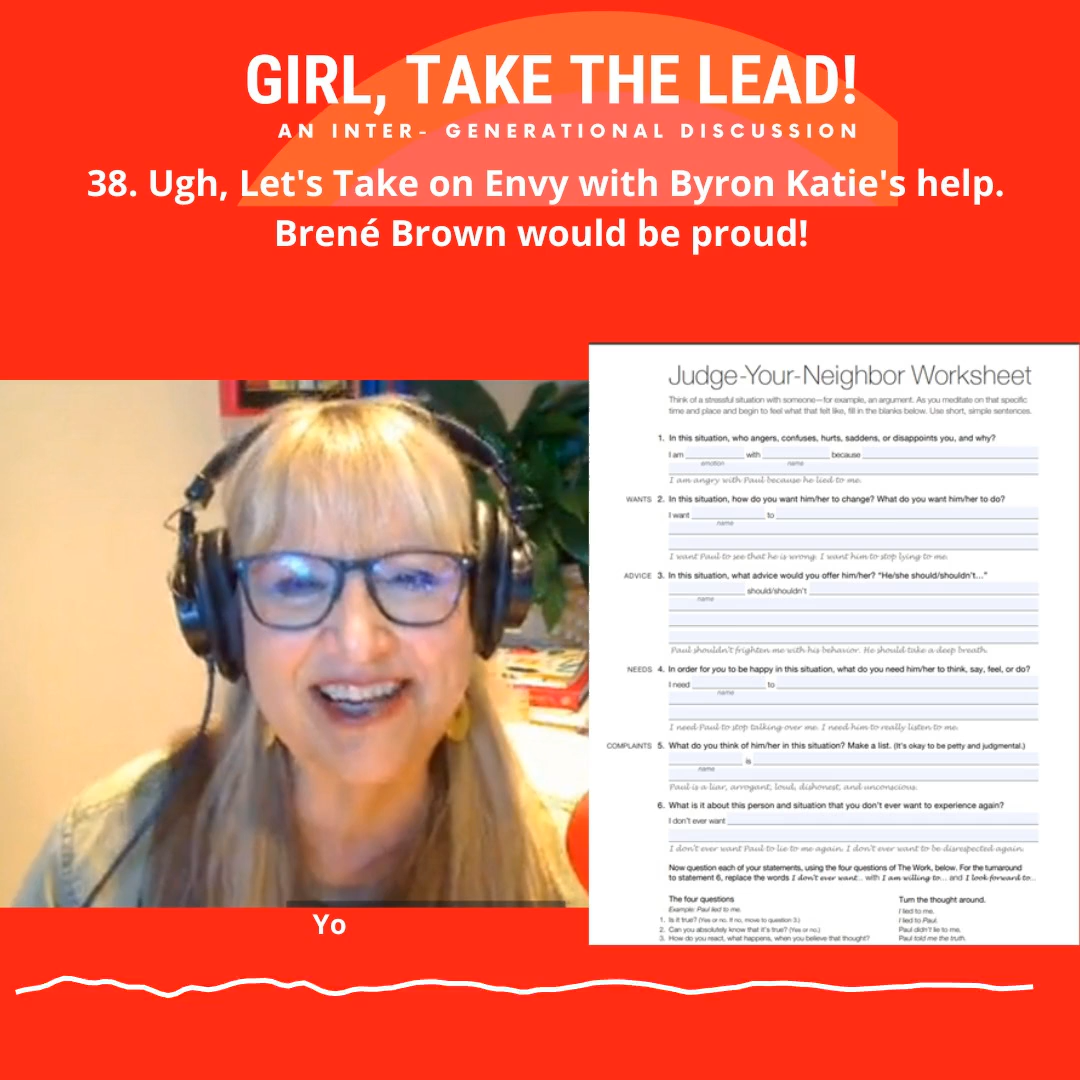 GIRL, TAKE THE LEAD!
AN INTER- GENERATIONAL DISCUSSION
38. Ugh, Let's Take on Envy with Byron Katie's help.
Brené Brown would be proud!
Judge-Your-Neighbor Worksheet
Think of a stressful situation with someone—for example, an argument. As you meditate on that specific
time and place and begin to feel what that felt like, fill in the blanks below. Use short, simple sentences.
1. In this situation, who angers, confuses, hurts, saddens, or disappoints you, and why?
I am with because
emotion name
I am angry with Paul because he lied to me.
WANTS 2. In this situation, how do you want him/her to change? What do you want him/her to do?
I want to
name
I want Paul to see that he is wrong. I want him to stop lying to me.
ADVICE 3. In this situation, what advice would you offer him/her? "He/she should/shouldn't..."
should/shouldn't
name
Paul shouldn't frighten me with his behavior. He should take a deep breath.
NEEDS 4. In order for you to be happy in this situation, what do you need him/her to think, say, feel, or do?
I need to
name
I need Paul to stop talking over me. I need him to really listen to me.
COMPLAINTS 5. What do you think of him/her in this situation? Make a list. (It's okay to be petty and judgmental.)
is
name
Paul is a liar, arrogant, loud, dishonest, and unconscious.
6. What is it about this person and situation that you don't ever want to experience again?
I don't ever want
I don't ever want Paul to lie to me again. I don't ever want to be disrespected again.
Now question each of your statements, using the four questions of The Work, below. For the turnaround
to statement 6, replace the words I don't ever want... with I am willing to... and I look forward to...
The four questions
Example: Paul lied to me.
1. Is it true? (Yes or no. If no, move to question 3.)
2. Can you absolutely know that it's true? (Yes or no.)
3. How do you react, what happens, when you believe that thought?
Turn the thought around.
I lied to me.
I lied to Paul.
Paul didn't lie to me.
Paul told me the truth.
Yo